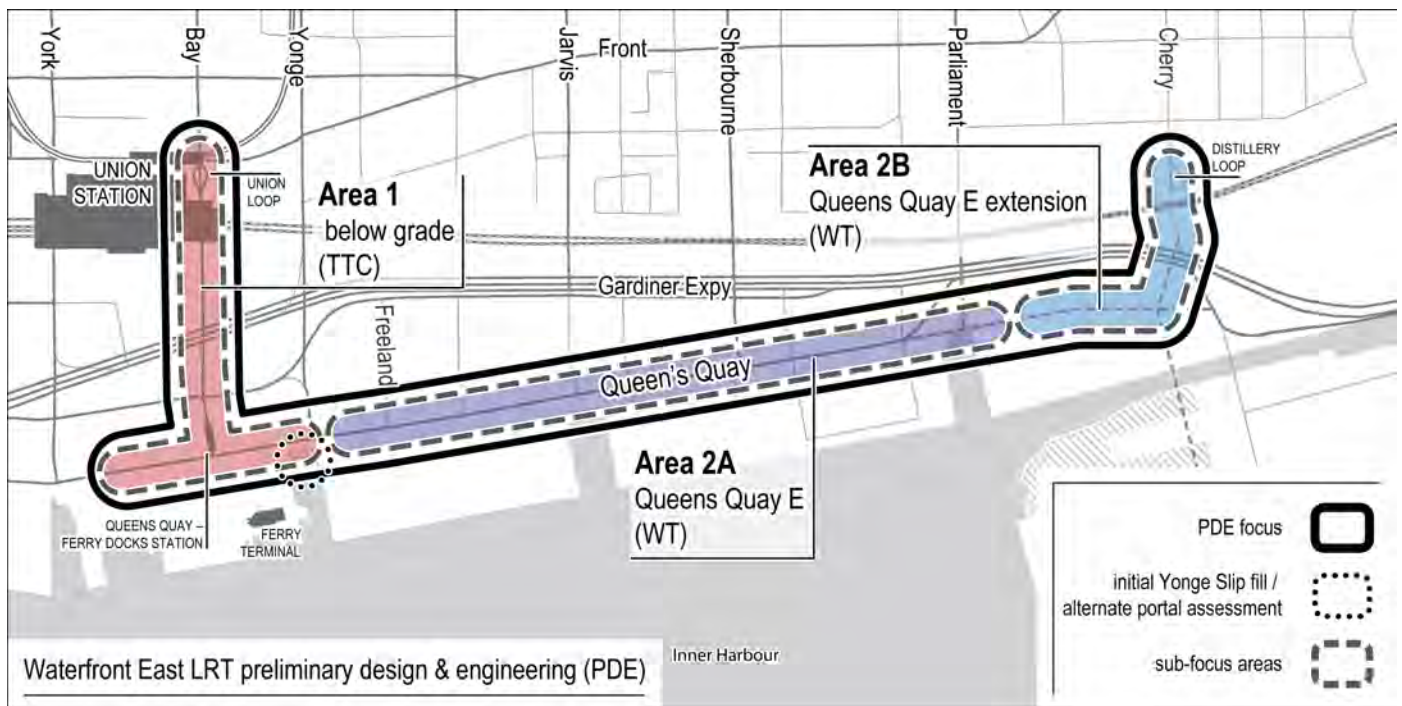 York
Bay
Yonge
Jarvis
Front
Sherbourne
Parliament
Cherry
UNION
STATION
UNION
LOOP
Area 1
below grade
(TTC)
Area 2B
Queens Quay E extension
(WT)
DISTILLERY
LOOP
Gardiner Expy
Freeland
Queen's Quay
Area 2A
Queens Quay E
(WT)
QUEENS QUAY –
FERRY DOCKS STATION
FERRY
TERMINAL
PDE focus
initial Yonge Slip fill /
alternate portal assessment
sub-focus areas
Inner Harbour
Waterfront East LRT preliminary design & engineering (PDE)